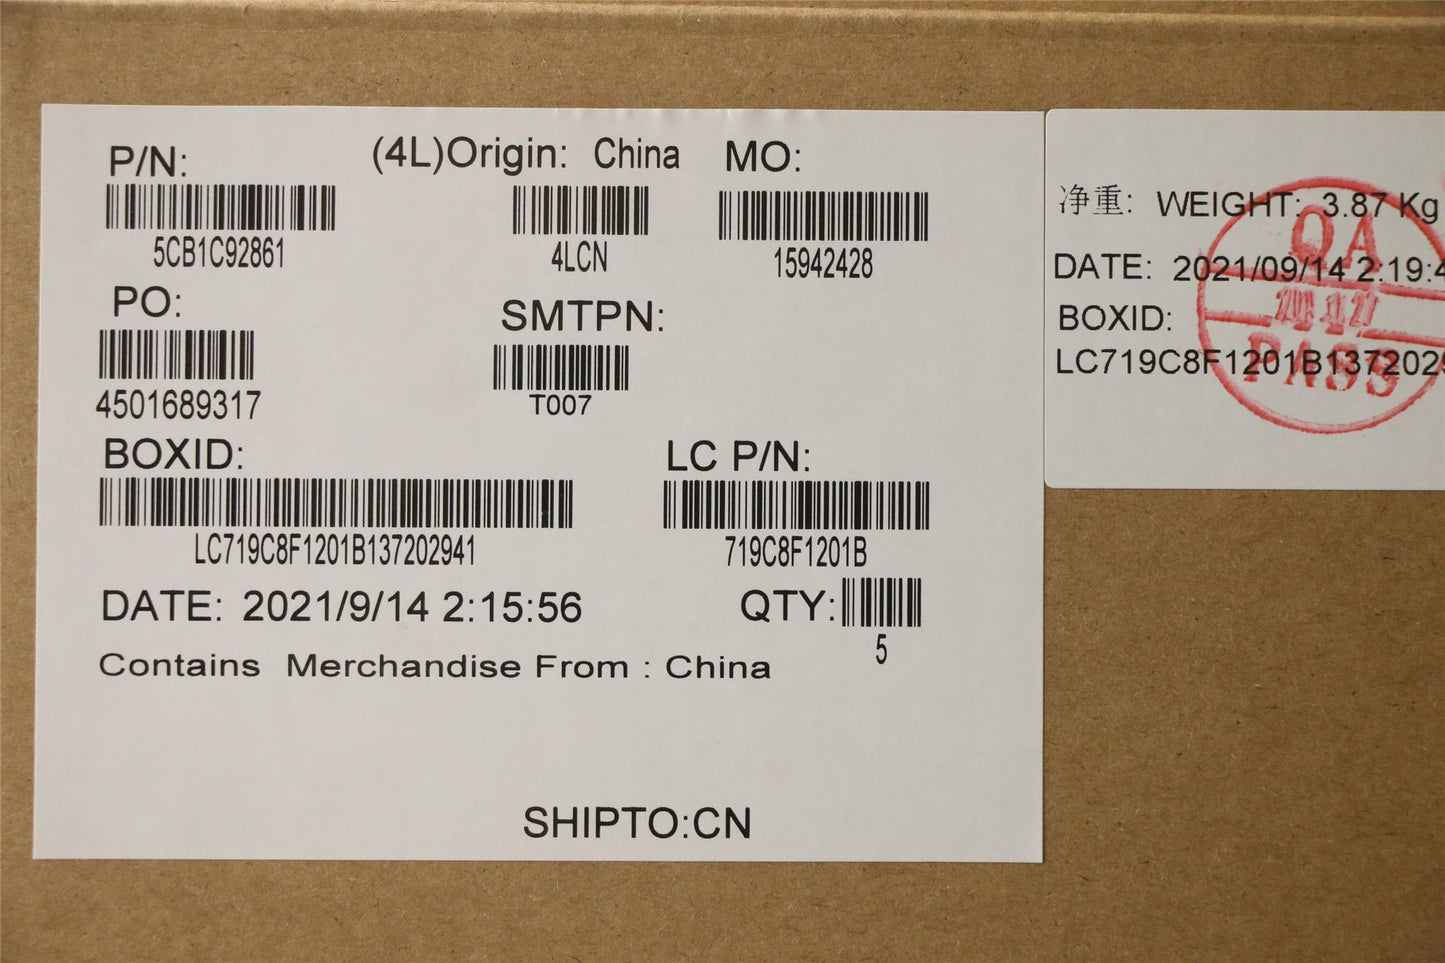 P/N:
(4L)Origin: China
MO:
5CB1C92861
4LCN
15942428
PO:
SMTPN:
4501689317
T007
BOXID:
LC P/N:
LC719C8F1201B137202941
719C8F1201B
DATE: 2021/9/14 2:15:56
QTY:
5
Contains Merchandise From : China
SHIPTO:CN
净重: WEIGHT: 3.87 Kg
DATE: 2021/09/14 2:19:4
BOXID:
LC719C8F1201B137202
QA
PASS